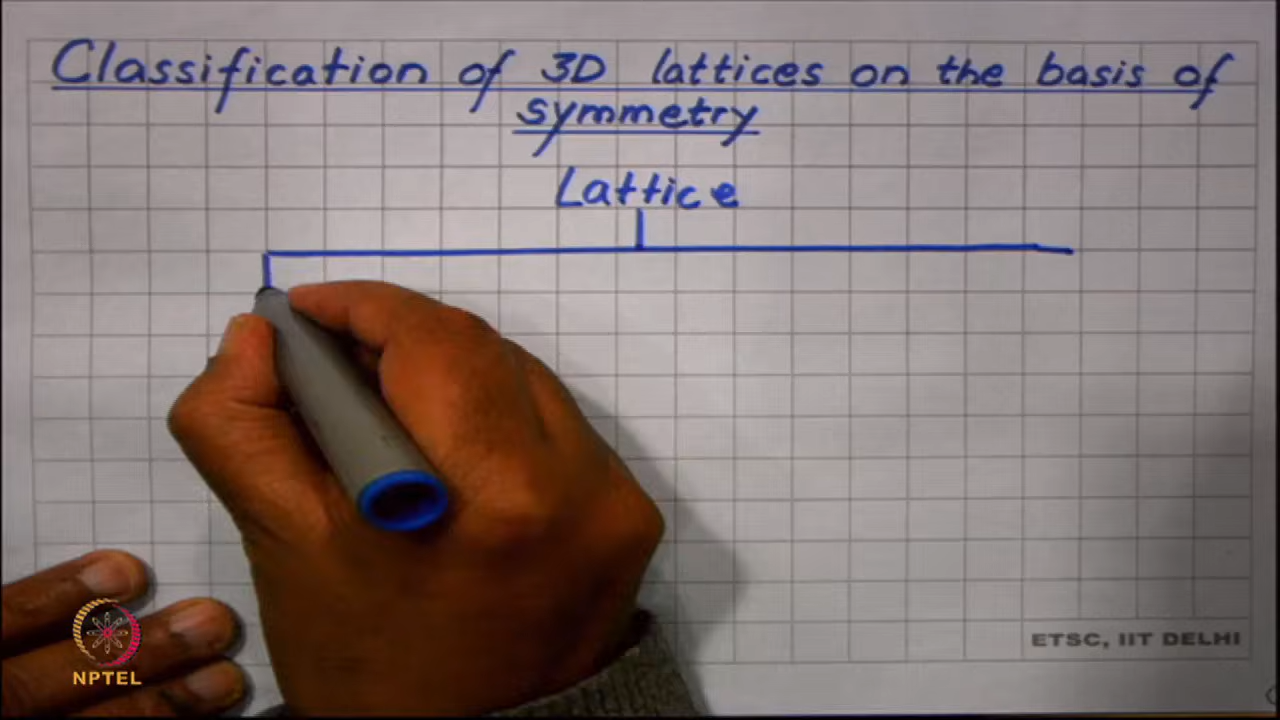 Classification of 3D lattices on the basis of
symmetry
Lattice
ETSC, IIT DELHI
NPTEL